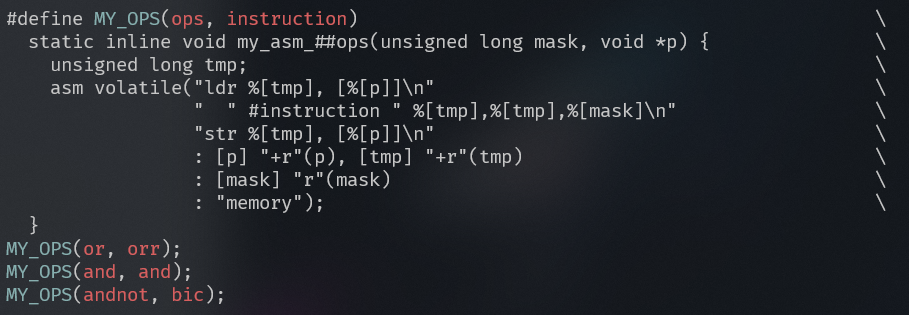 #define MY_OPS(ops, instruction)                                               \
  static inline void my_asm_##ops(unsigned long mask, void *p) {               \
    unsigned long tmp;                                                         \
    asm volatile("ldr %[tmp], [%[p]]\n"                                        \
                 "  " #instruction " %[tmp],%[tmp],%[mask]\n"                  \
                 "str %[tmp], [%[p]]\n"                                        \
                 : [p] "+r"(p), [tmp] "+r"(tmp)                                \
                 : [mask] "r"(mask)                                            \
                 : "memory");                                                  \
  }
MY_OPS(or, orr);
MY_OPS(and, and);
MY_OPS(andnot, bic);